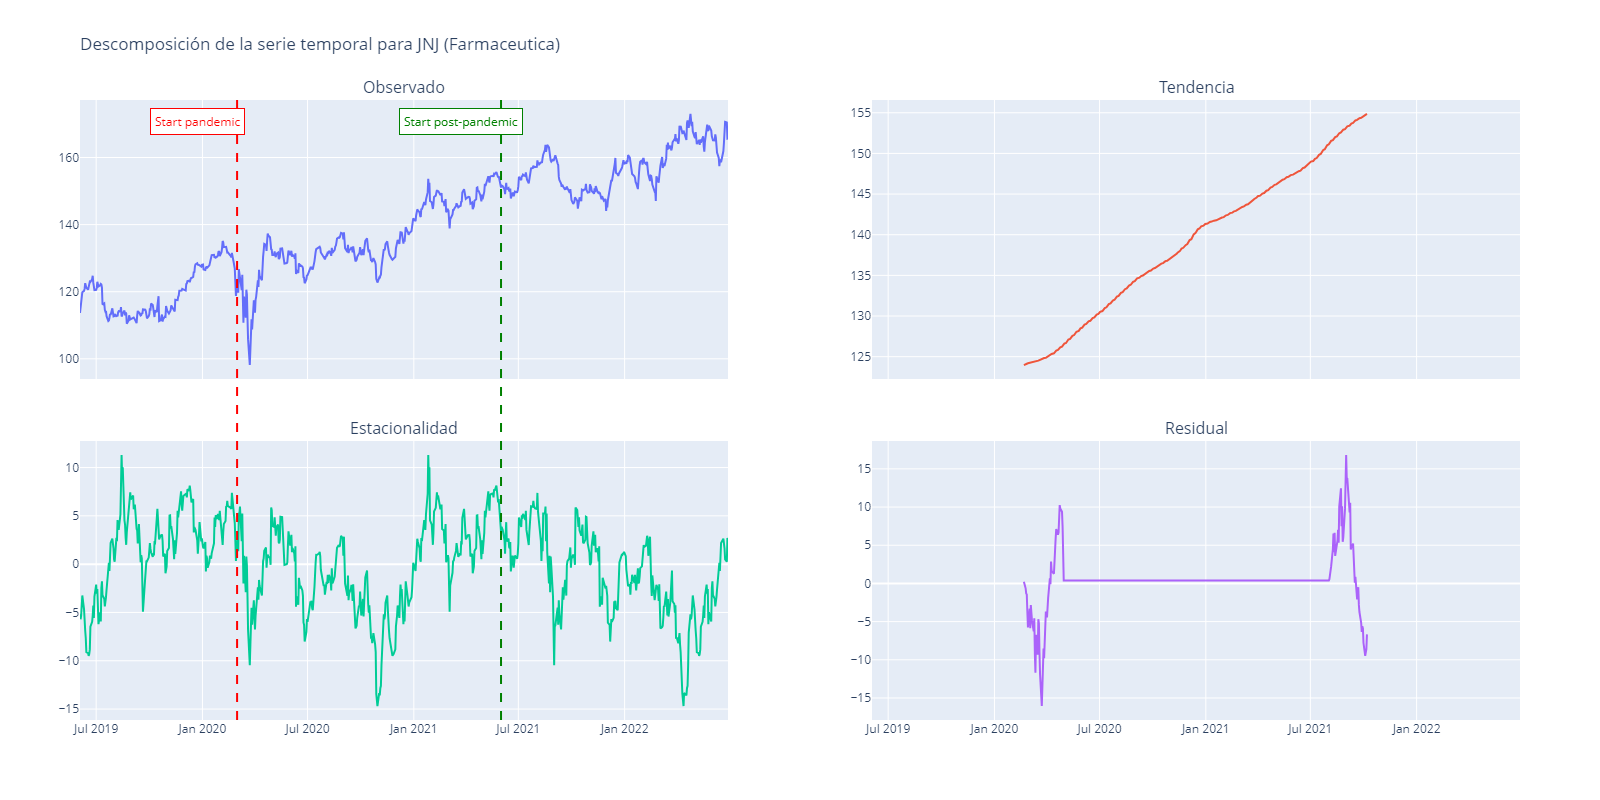 Descomposición de la serie temporal para JNJ (Farmaceutica)
Observado
Start pandemic
Start post-pandemic
160
140
120
100
Tendencia
155
150
145
140
135
130
125
Jul 2019
Jan 2020
Jul 2020
Jan 2021
Jul 2021
Jan 2022
Estacionalidad
10
5
0
−5
−10
−15
Jul 2019
Jan 2020
Jul 2020
Jan 2021
Jul 2021
Jan 2022
Residual
15
10
5
0
−5
−10
−15